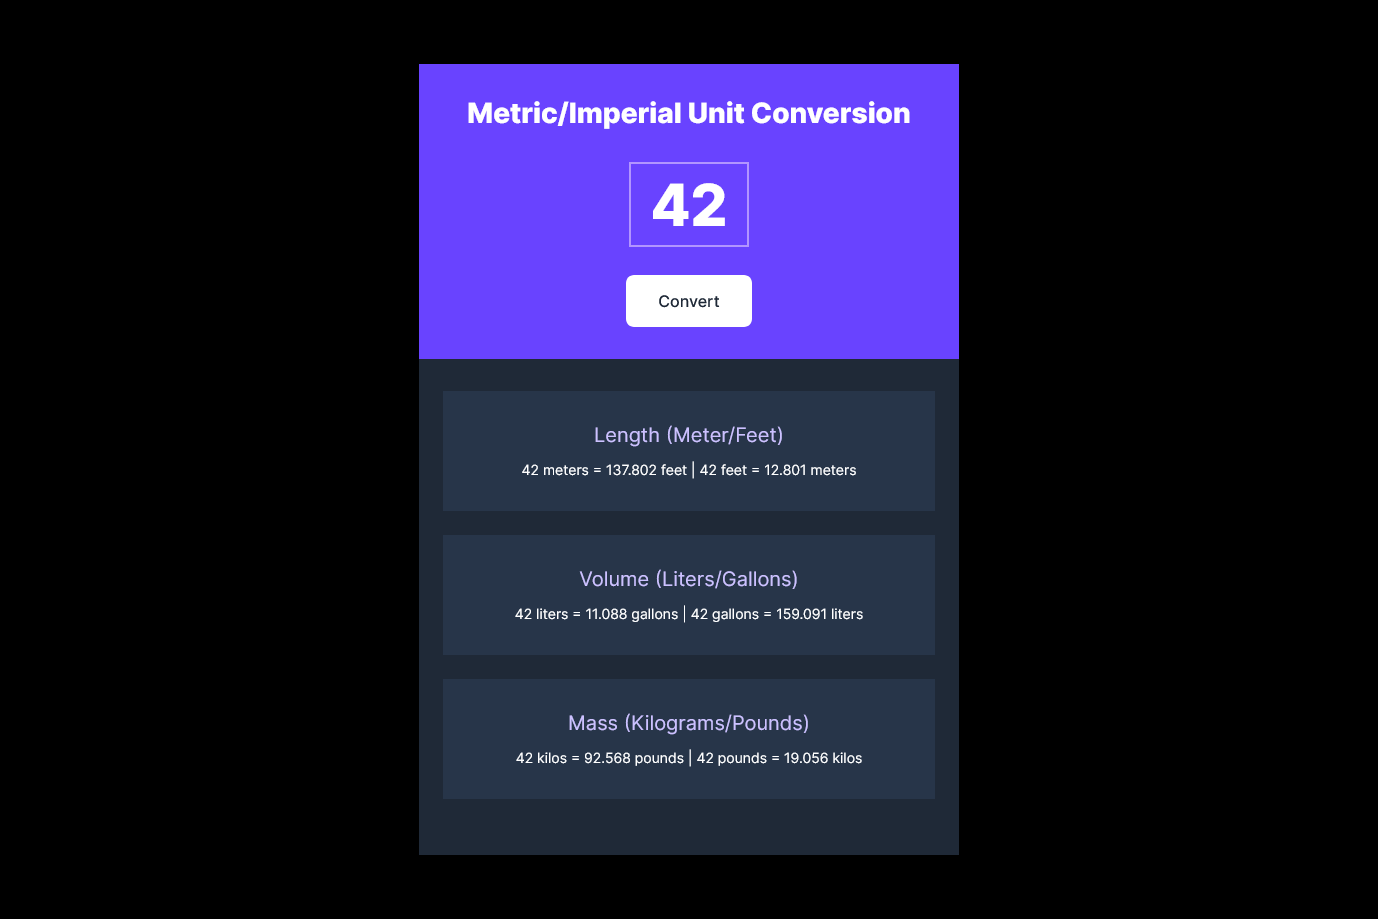 Metric/Imperial Unit Conversion
42
Convert
Length (Meter/Feet)
42 meters = 137.802 feet | 42 feet = 12.801 meters
Volume (Liters/Gallons)
42 liters = 11.088 gallons | 42 gallons = 159.091 liters
Mass (Kilograms/Pounds)
42 kilos = 92.568 pounds | 42 pounds = 19.056 kilos